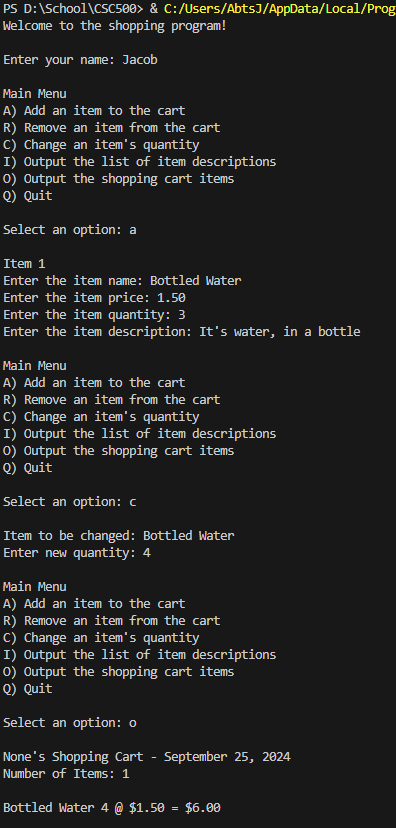 PS D:\School\CSC500> & C:/Users/AbtsJ/AppData/Local/Prog
Welcome to the shopping program!
Enter your name: Jacob
Main Menu
A) Add an item to the cart
R) Remove an item from the cart
C) Change an item's quantity
I) Output the list of item descriptions
O) Output the shopping cart items
Q) Quit
Select an option: a
Item 1
Enter the item name: Bottled Water
Enter the item price: 1.50
Enter the item quantity: 3
Enter the item description: It's water, in a bottle
Main Menu
A) Add an item to the cart
R) Remove an item from the cart
C) Change an item's quantity
I) Output the list of item descriptions
O) Output the shopping cart items
Q) Quit
Select an option: c
Item to be changed: Bottled Water
Enter new quantity: 4
Main Menu
A) Add an item to the cart
R) Remove an item from the cart
C) Change an item's quantity
I) Output the list of item descriptions
O) Output the shopping cart items
Q) Quit
Select an option: o
None's Shopping Cart - September 25, 2024
Number of Items: 1
Bottled Water 4 @ $1.50 = $6.00